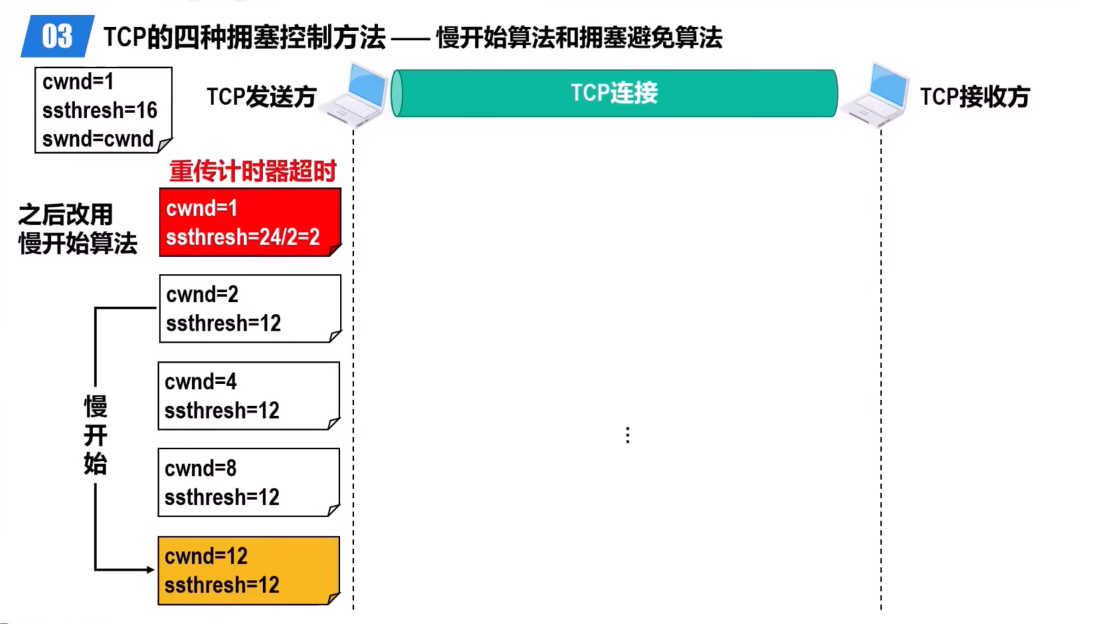 03 TCP的四种拥塞控制方法 —— 慢开始算法和拥塞避免算法
cwnd=1
ssthresh=16
swnd=cwnd
TCP发送方
TCP连接
TCP接收方
重传计时器超时
之后改用
慢开始算法
cwnd=1
ssthresh=24/2=2
cwnd=2
ssthresh=12
cwnd=4
ssthresh=12
慢开始
cwnd=8
ssthresh=12
cwnd=12
ssthresh=12
⋮